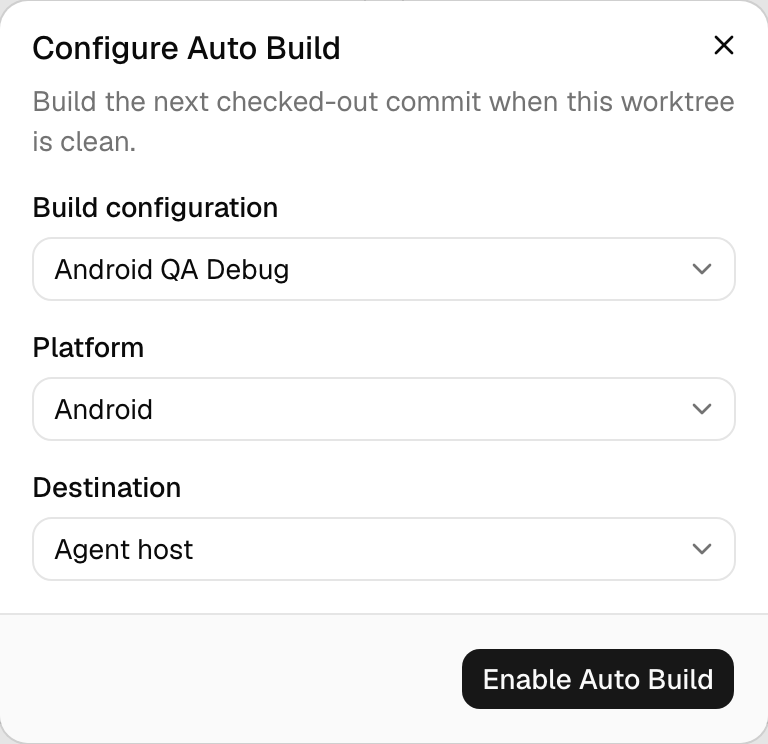 Configure Auto Build
Build the next checked-out commit when this worktree
is clean.
Build configuration
Android QA Debug
Platform
Android
Destination
Agent host
Enable Auto Build